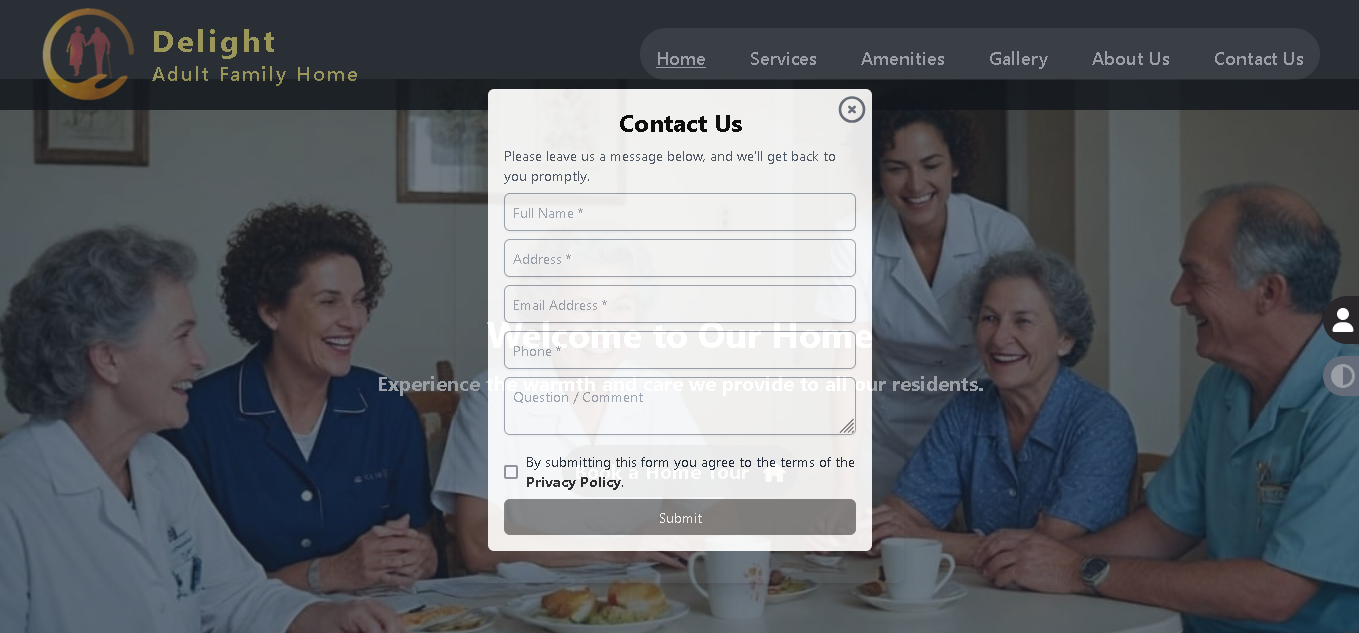 Delight
Adult Family Home
Home
Services
Amenities
Gallery
About Us
Contact Us
Contact Us
Please leave us a message below, and we'll get back to
you promptly.
Full Name *
Address *
Email Address *
Welcome to Our Home
Phone *
Experience the warmth and care we provide to all our residents.
Question / Comment
By submitting this form you agree to the terms of the
Privacy Policy.
a Home Tour
Submit